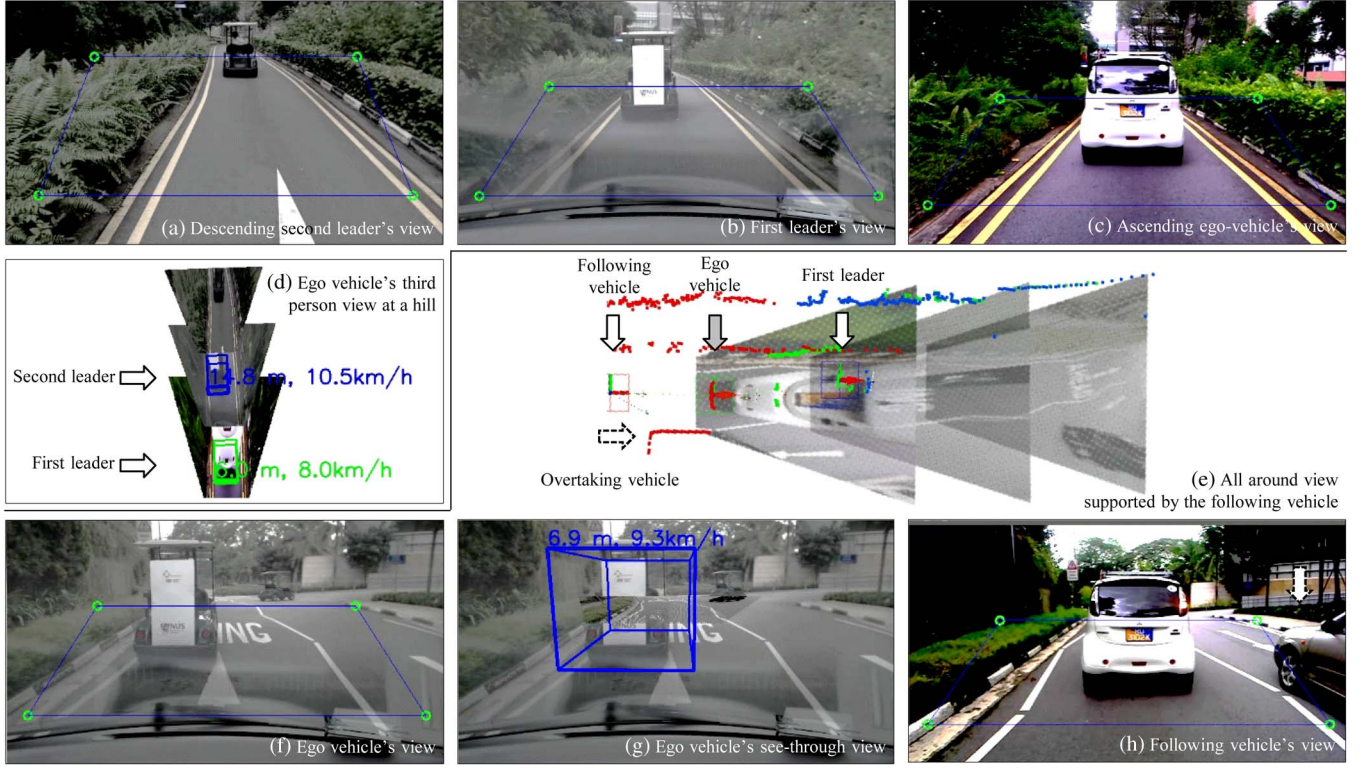 (a) Descending second leader's view
(b) First leader's view
(c) Ascending ego-vehicle's view
(d) Ego vehicle's third
person view at a hill
Second leader
14.8 m, 10.5km/h
First leader
m, 8.0km/h
Following
vehicle
Ego
vehicle
First leader
Overtaking vehicle
(e) All around view
supported by the following vehicle
NUS
ING
(f) Ego vehicle's view
6.9 m, 9.3km/h
ING
(g) Ego vehicle's see-through view
(h) Following vehicle's view